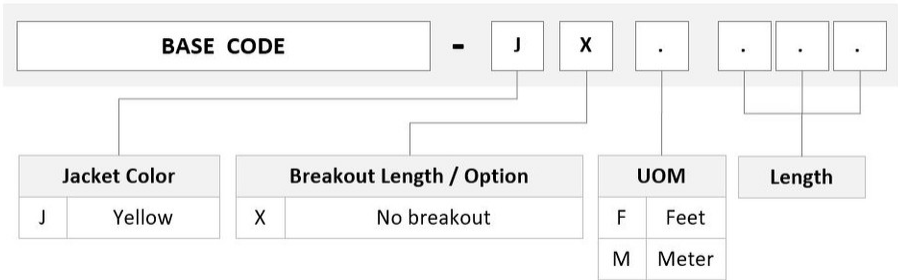 BASE CODE - J X . . . .
Jacket Color
J Yellow
Breakout Length / Option
X No breakout
UOM
F Feet
M Meter
Length